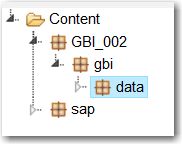 Content
GBI_002
gbi
data
sap